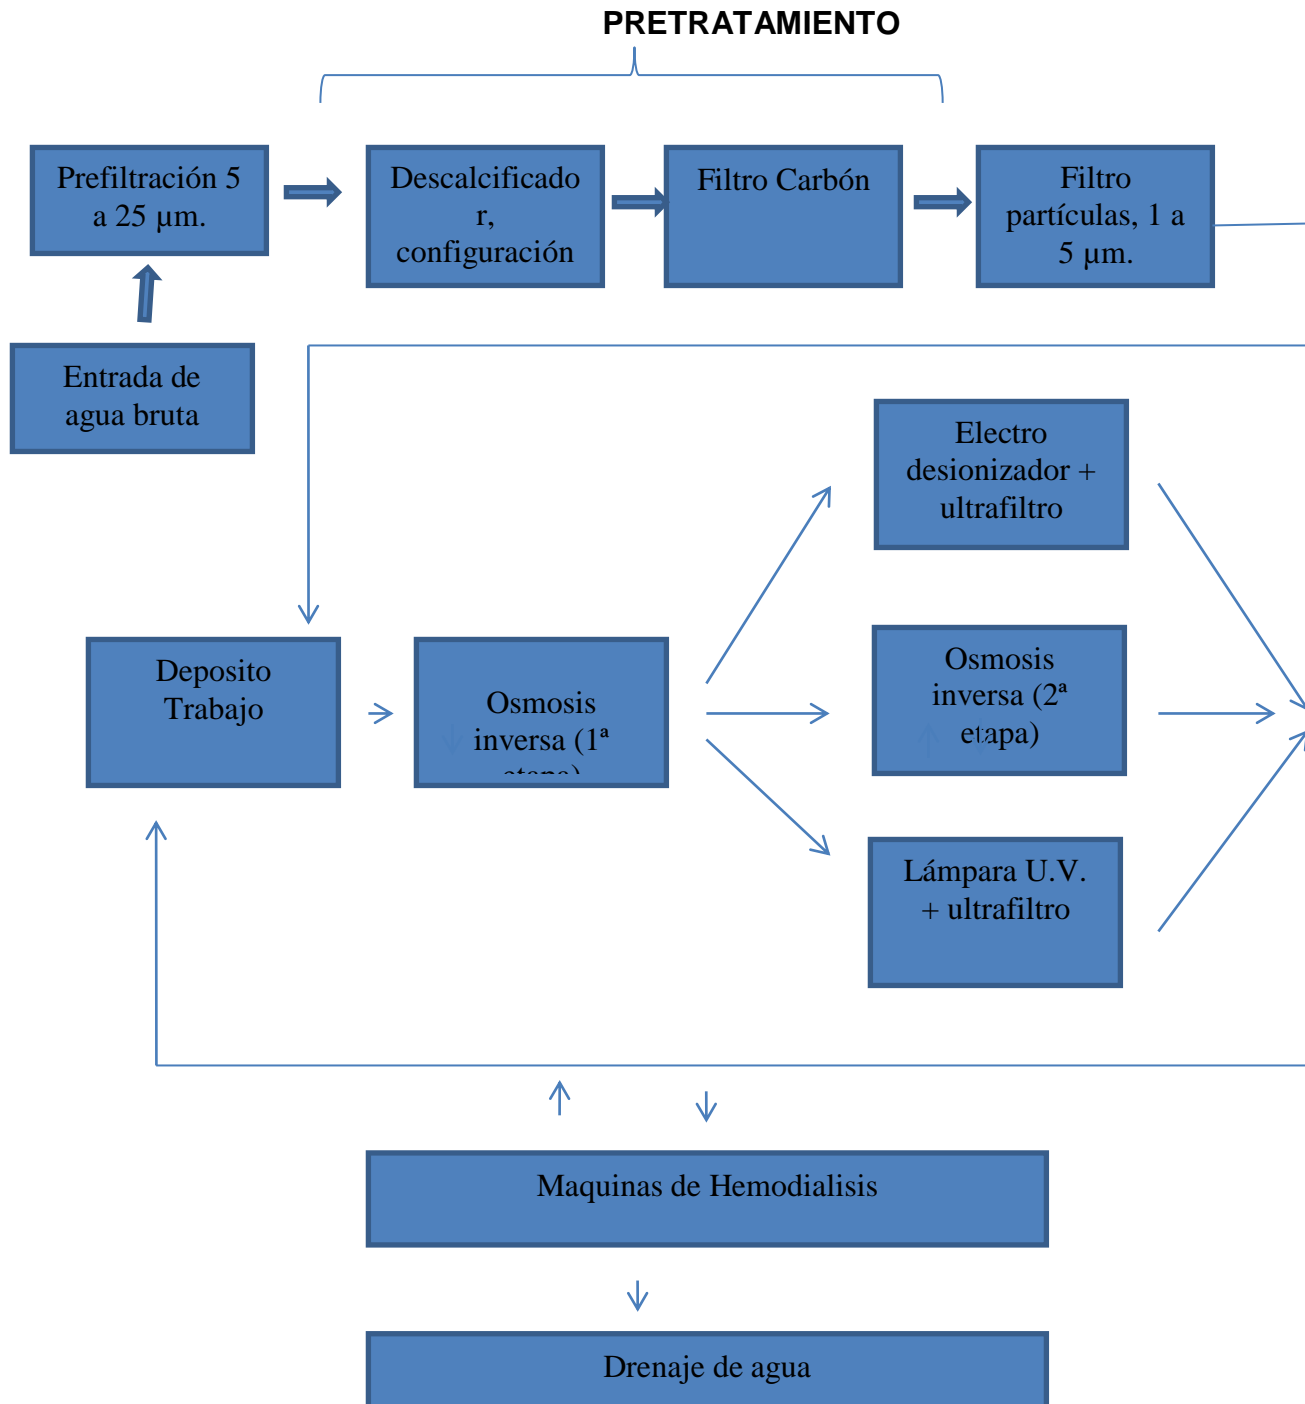 PRETRATAMIENTO
Prefiltración 5
a 25 µm.
Descalcificado
r,
configuración
Filtro Carbón
Filtro
partículas, 1 a
5 µm.
Entrada de
agua bruta
Electro
desionizador +
ultrafiltro
Deposito
Trabajo
Osmosis
inversa (1ª
etapa)
Osmosis
inversa (2ª
etapa)
Lámpara U.V.
+ ultrafiltro
Maquinas de Hemodialisis
Drenaje de agua